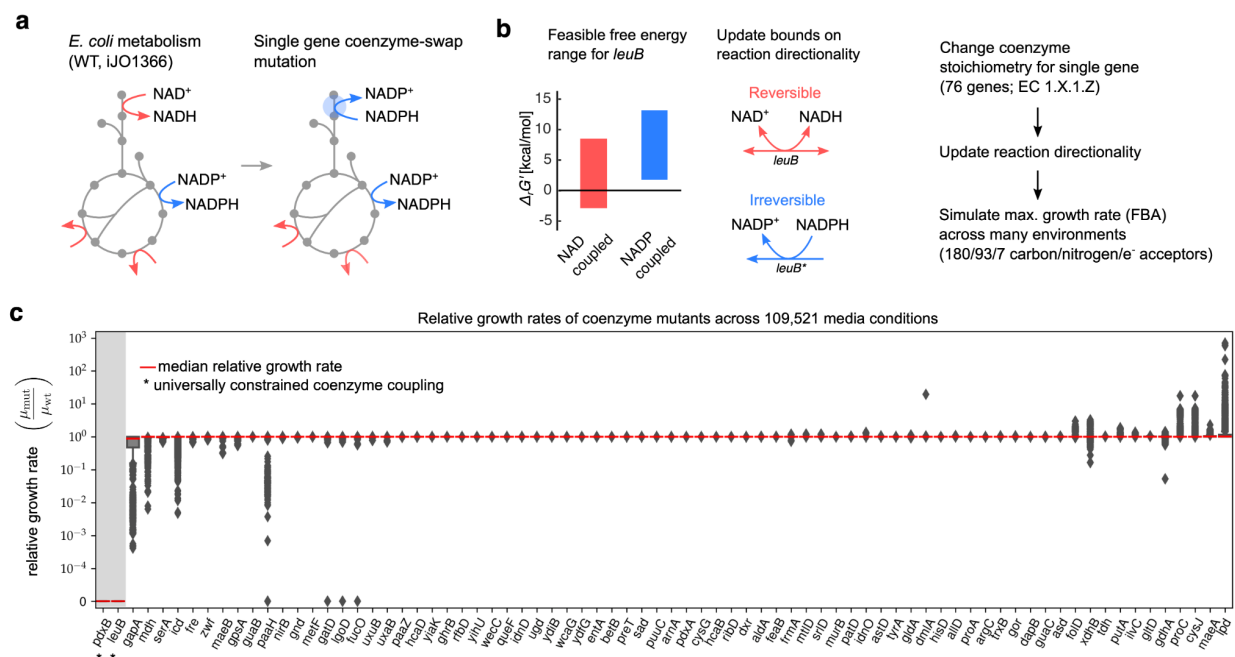 a
E. coli metabolism
(WT, iJO1366)
Single gene coenzyme-swap
mutation
NAD+
NADH
NADP+
NADPH
NADP+
NADPH
NADP+
NADPH
b
Feasible free energy
range for leuB
ΔrG' [kcal/mol]
15
10
5
0
-5
NAD
coupled
NADP
coupled
Update bounds on
reaction directionality
Reversible
NAD+ NADH
leuB
Irreversible
NADP+ NADPH
leuB*
Change coenzyme
stoichiometry for single gene
(76 genes; EC 1.X.1.Z)
Update reaction directionality
Simulate max. growth rate (FBA)
across many environments
(180/93/7 carbon/nitrogen/e- acceptors)
c
Relative growth rates of coenzyme mutants across 109,521 media conditions
median relative growth rate
* universally constrained coenzyme coupling
relative growth rate (μmut/μwt)
10³
10²
10¹
10⁰
10⁻¹
10⁻²
10⁻³
10⁻⁴
0
pdxB
leuB
gapA
mdh
serA
icd
fre
zwf
maeB
gpsA
guaB
paaH
nirB
gnd
metF
gatD
lgoD
fucO
uxuB
uxaB
paaZ
hcaD
yiaK
ghrB
rfbD
yihU
wecC
queF
idnD
ugd
ydiB
wcaG
ydfG
entA
betB
preT
sad
puuC
arnA
pdxA
cysG
hcaB
ribD
dxr
aldA
feaB
frmA
mtlD
srlD
murB
patD
idnO
astD
tyrA
gldA
dmlA
hisD
allD
proA
argC
trxB
gor
dapB
guaC
asd
folD
xdhB
tdh
putA
ilvC
gltD
gdhA
proC
cysJ
maeA
lpd
* *